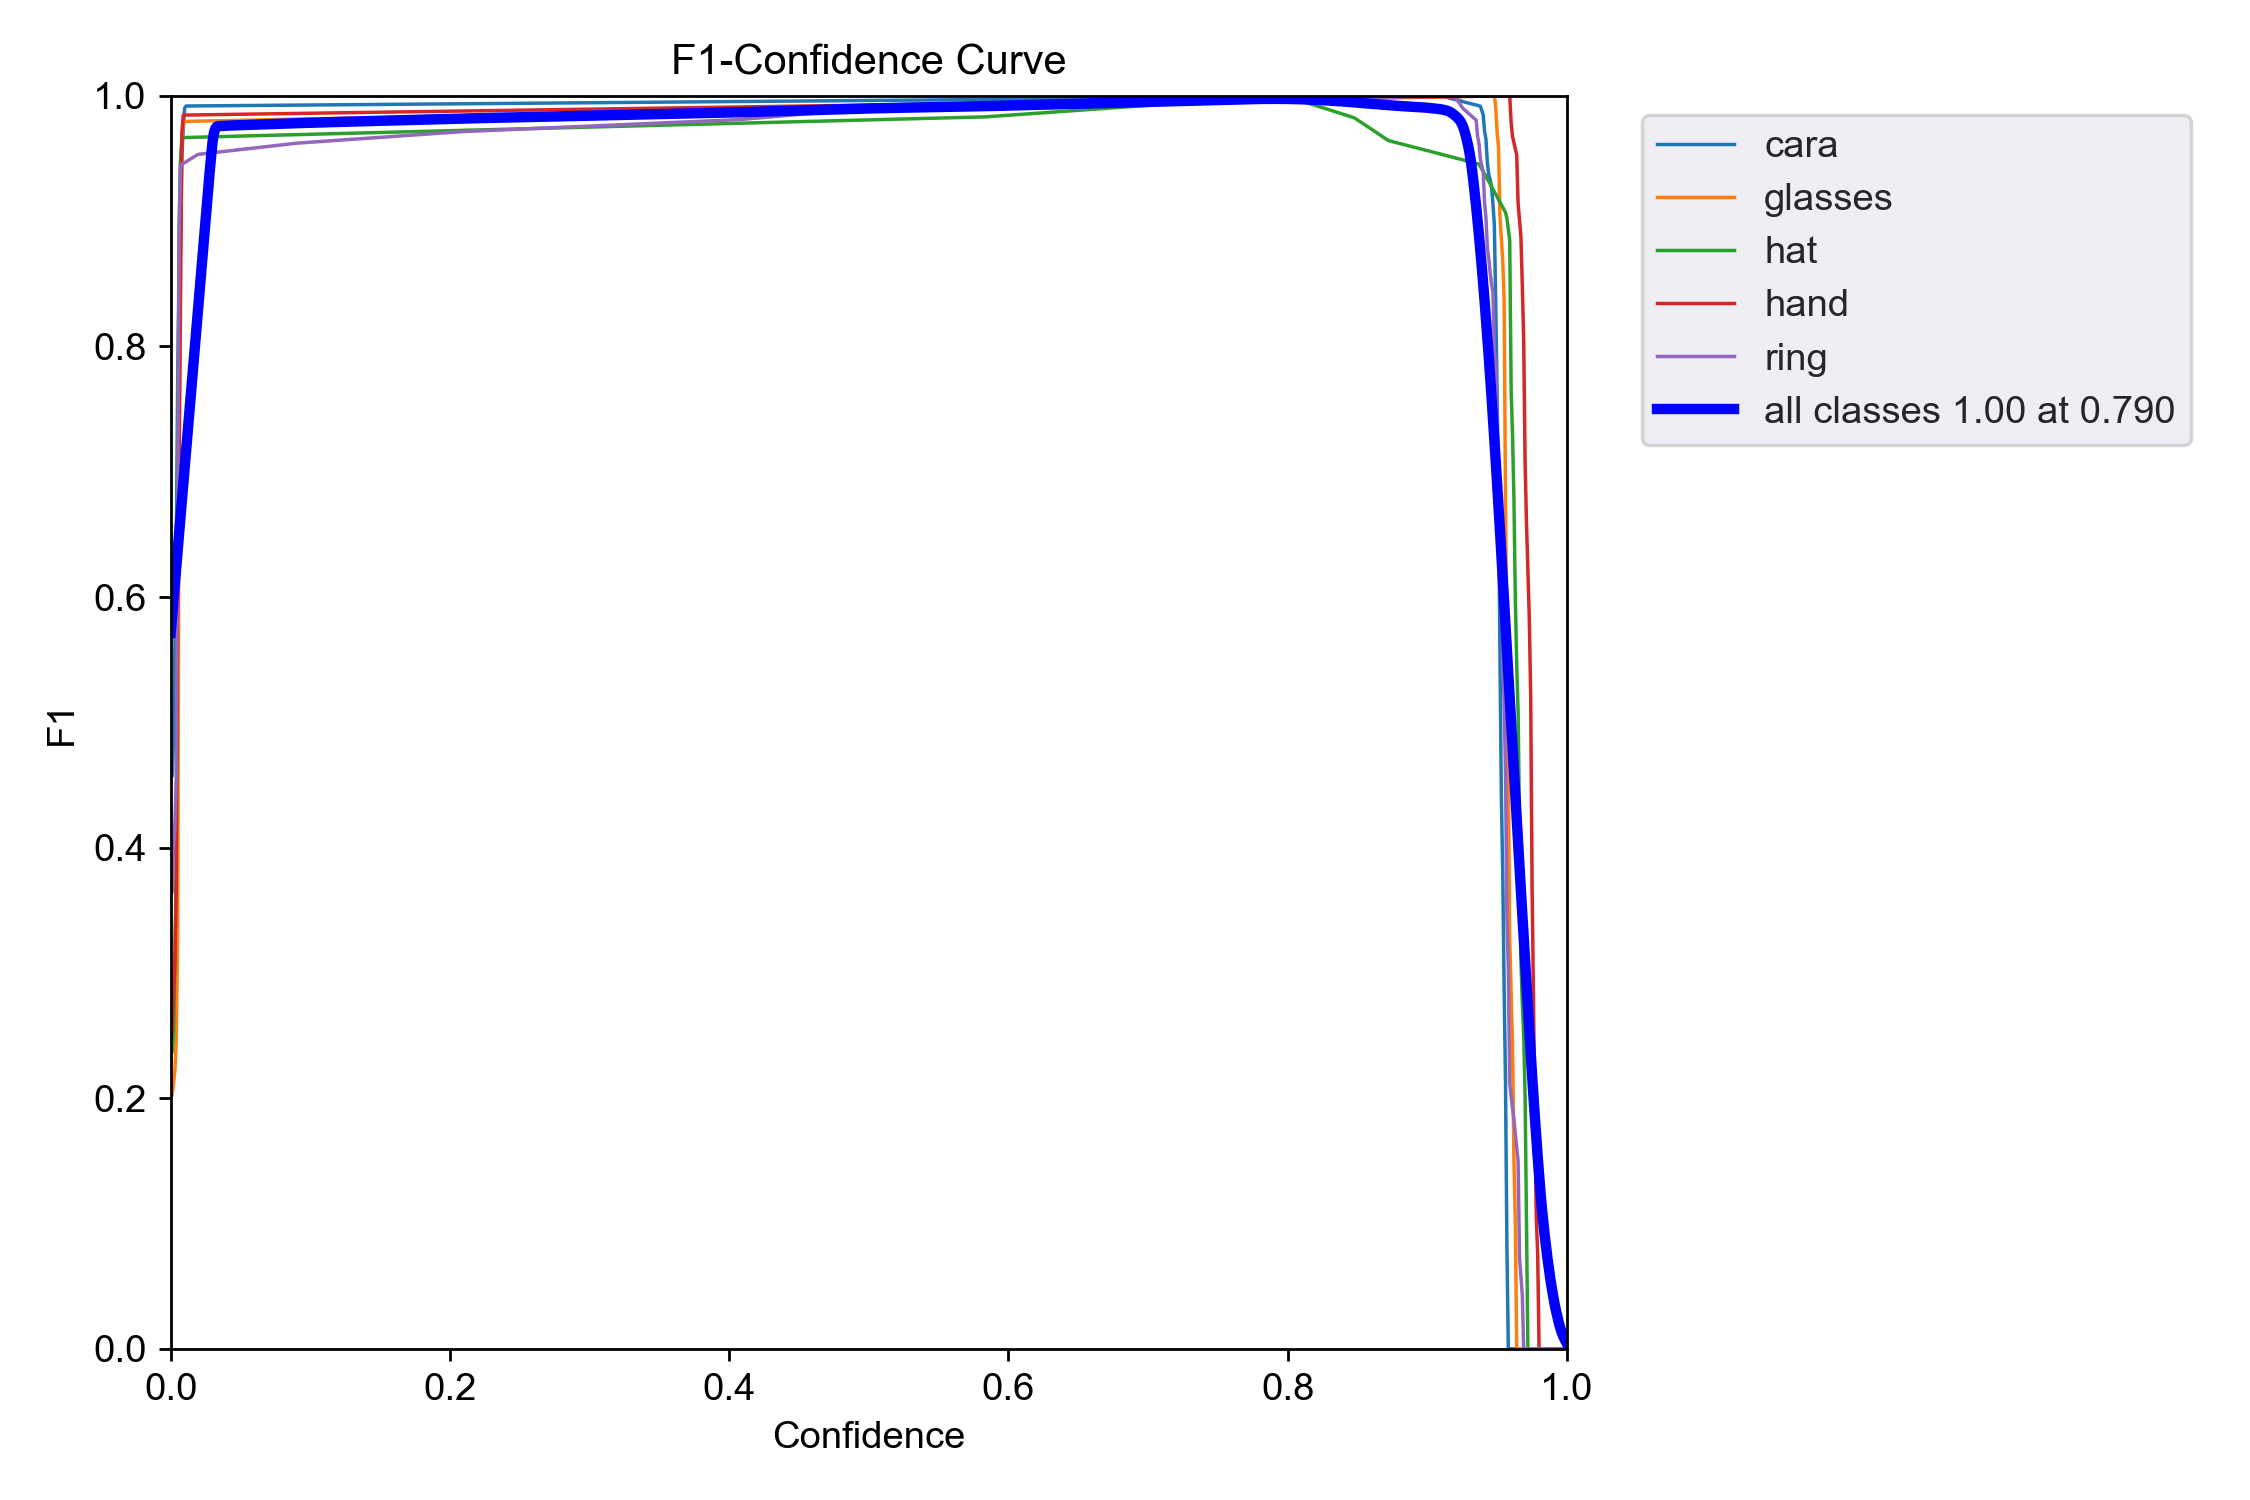 F1-Confidence Curve
1.0
0.8
0.6
0.4
0.2
0.0
F1
0.0 0.2 0.4 0.6 0.8 1.0
Confidence
cara
glasses
hat
hand
ring
all classes 1.00 at 0.790